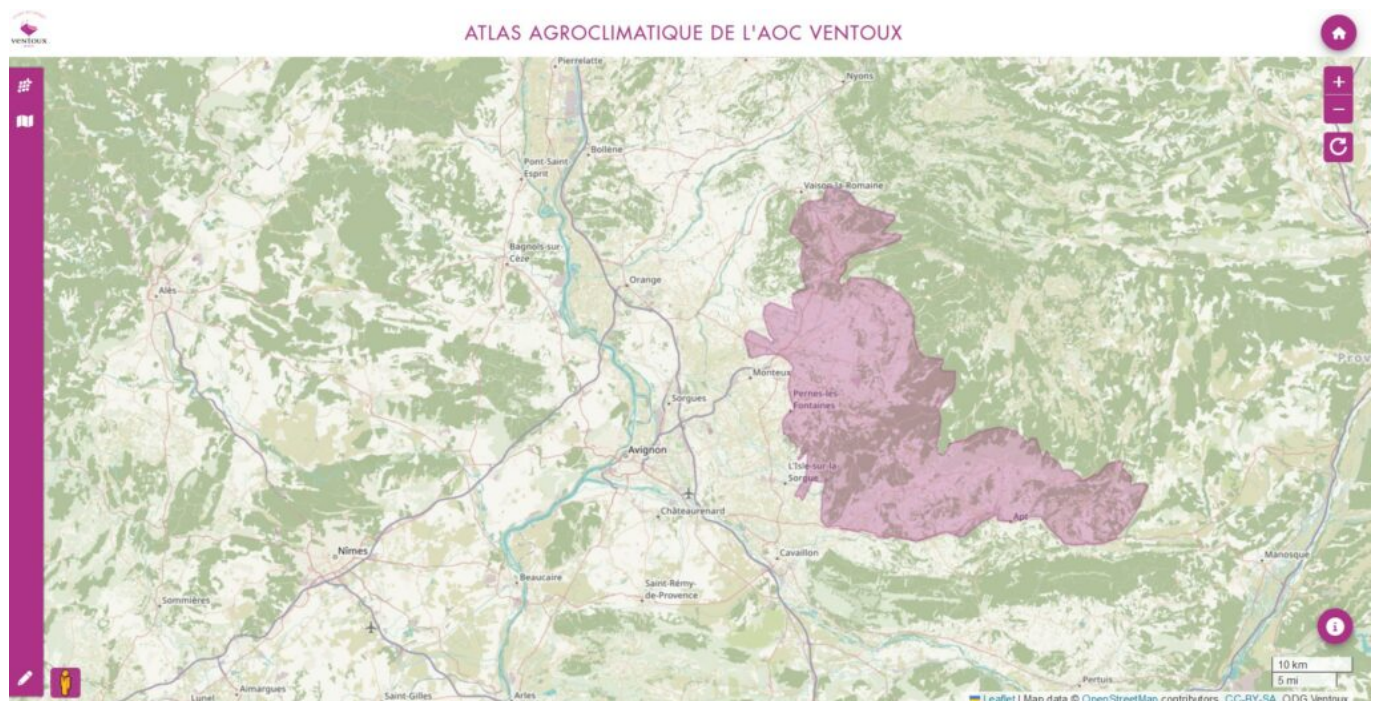 VENTOUX
ATLAS AGROCLIMATIQUE DE L'AOC VENTOUX
Pierrelatte
Nyons
+
−
Bollène
Pont-Saint-
Esprit
Vaison-la-Romaine
Bagnols-sur-
Cèze
Orange
Alès
Prov
Monteux
Pernes-les-
Fontaines
Sorgues
Avignon
L'Isle-sur-la-
Sorgue
Châteaurenard
Apt
Nîmes
Cavaillon
Manosque
Beaucaire
Saint-Rémy-
de-Provence
Sommières
10 km
5 mi
Pertuis
Aimargues
Lunel
Saint-Gilles
Arles
Leaflet | Map data © OpenStreetMap contributors, CC-BY-SA, ODG Ventoux